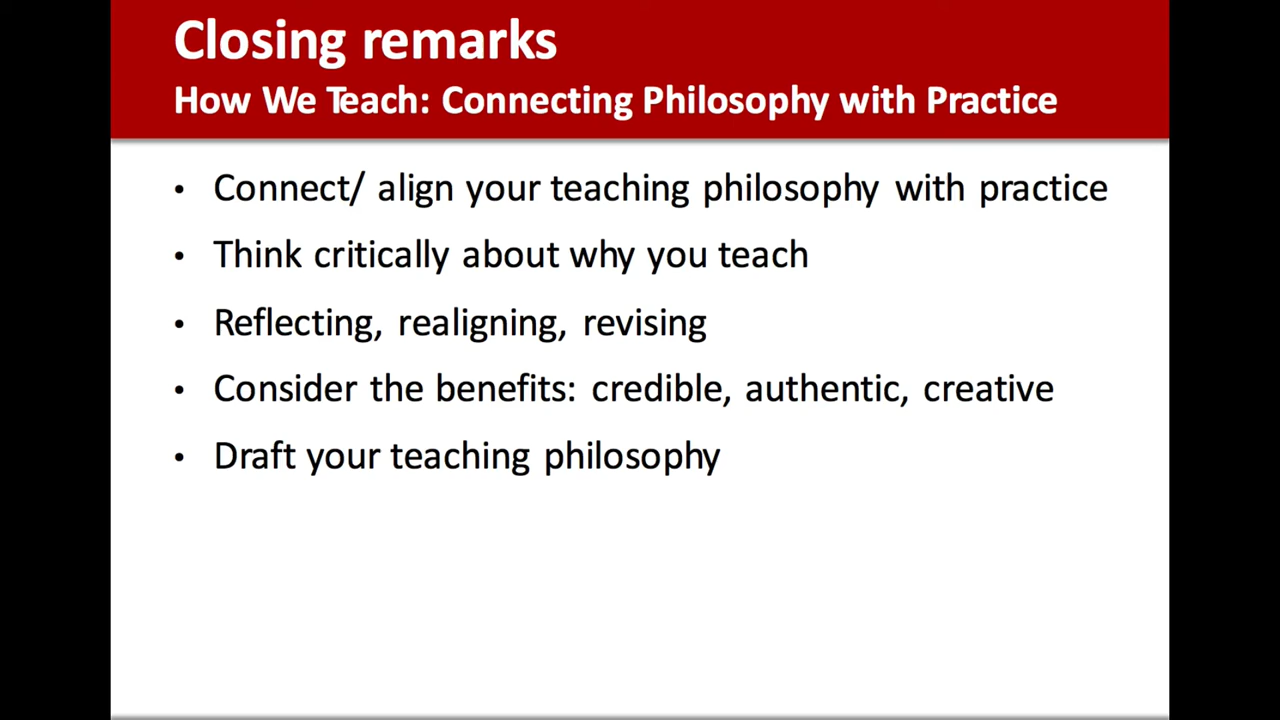 Closing remarks
How We Teach: Connecting Philosophy with Practice
• Connect/ align your teaching philosophy with practice
• Think critically about why you teach
• Reflecting, realigning, revising
• Consider the benefits: credible, authentic, creative
• Draft your teaching philosophy